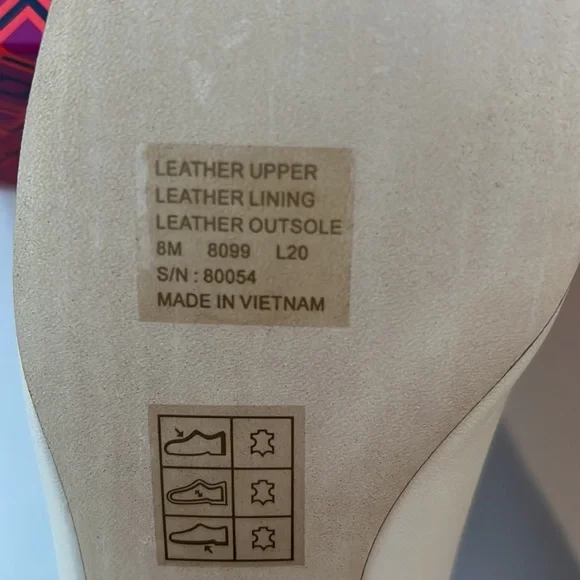 LEATHER UPPER
LEATHER LINING
LEATHER OUTSOLE
8M 8099 L20
S/N : 80054
MADE IN VIETNAM